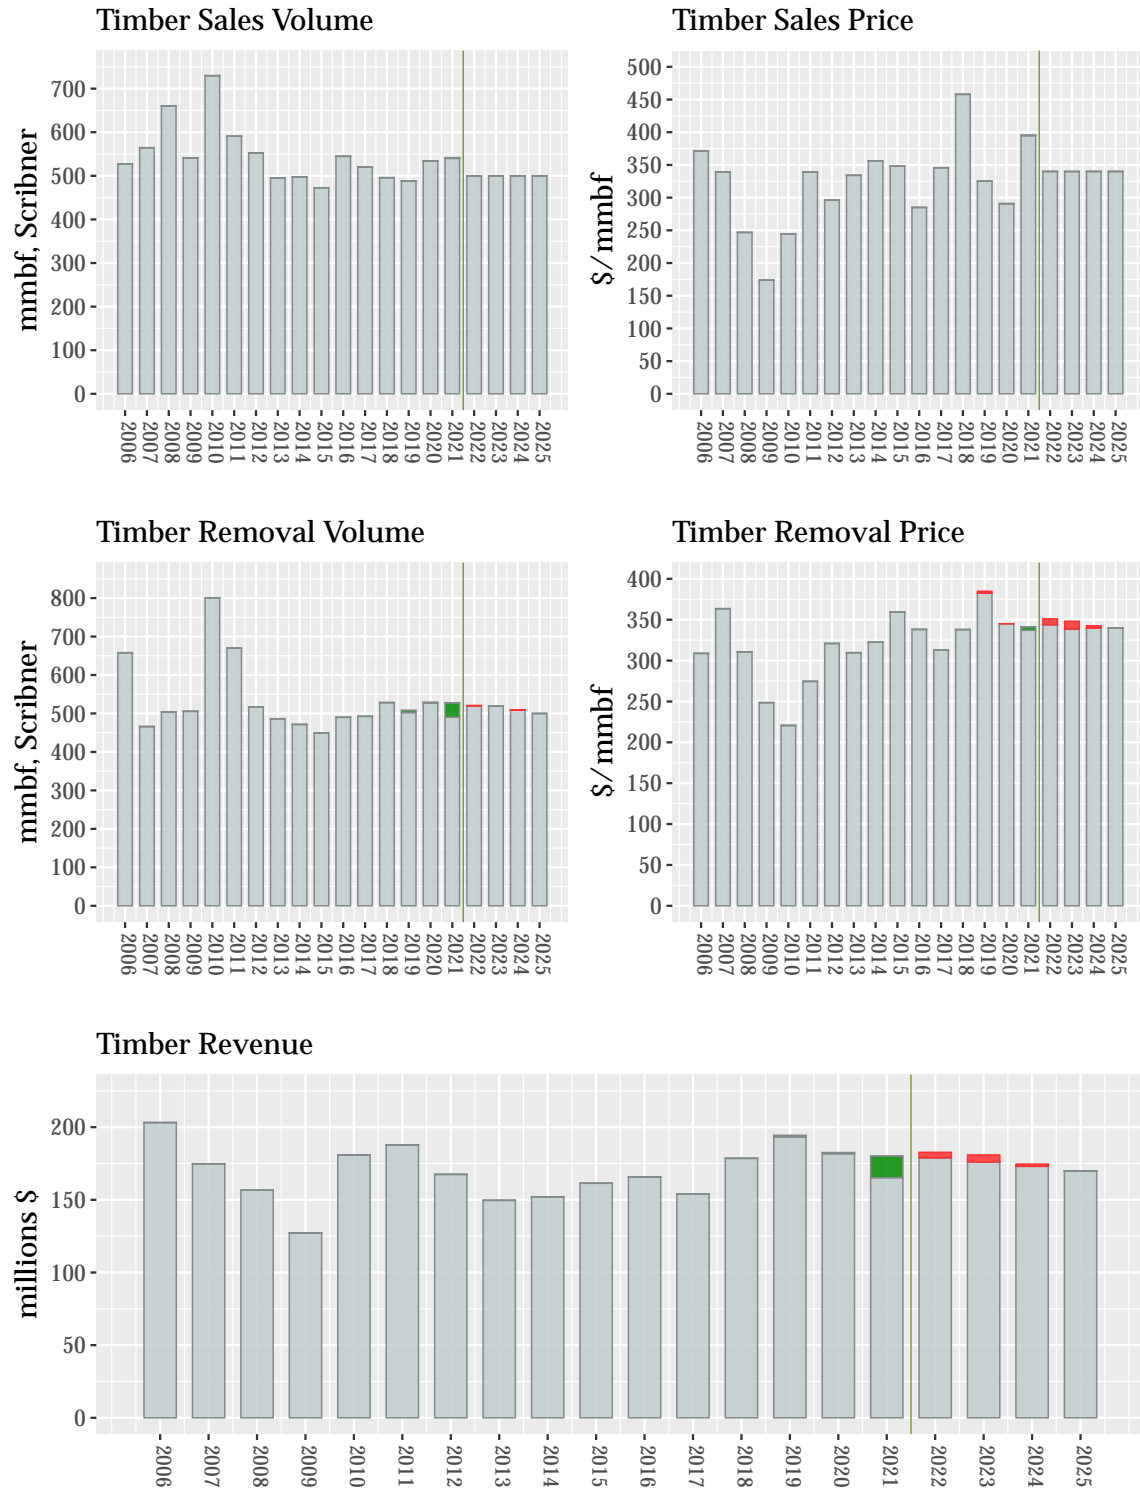 Timber Sales Volume
mmbf, Scribner
700
600
500
400
300
200
100
0
2006 2007 2008 2009 2010 2011 2012 2013 2014 2015 2016 2017 2018 2019 2020 2021 2022 2023 2024 2025
Timber Sales Price
$/mmbf
500
450
400
350
300
250
200
150
100
50
0
2006 2007 2008 2009 2010 2011 2012 2013 2014 2015 2016 2017 2018 2019 2020 2021 2022 2023 2024 2025
Timber Removal Volume
mmbf, Scribner
800
700
600
500
400
300
200
100
0
2006 2007 2008 2009 2010 2011 2012 2013 2014 2015 2016 2017 2018 2019 2020 2021 2022 2023 2024 2025
Timber Removal Price
$/mmbf
400
350
300
250
200
150
100
50
0
2006 2007 2008 2009 2010 2011 2012 2013 2014 2015 2016 2017 2018 2019 2020 2021 2022 2023 2024 2025
Timber Revenue
millions $
200
150
100
50
0
2006 2007 2008 2009 2010 2011 2012 2013 2014 2015 2016 2017 2018 2019 2020 2021 2022 2023 2024 2025